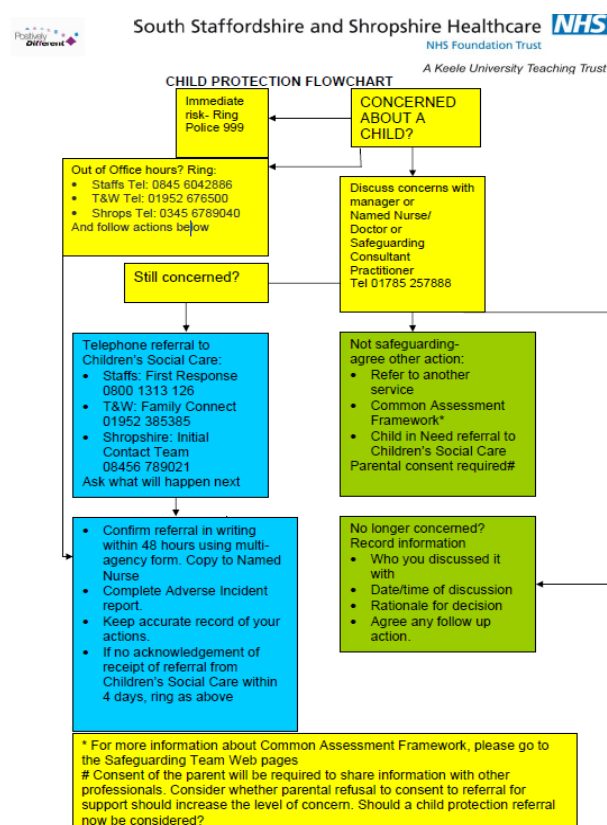 Positively
Different
South Staffordshire and Shropshire Healthcare NHS
NHS Foundation Trust
A Keele University Teaching Trust
CHILD PROTECTION FLOWCHART
Immediate
risk- Ring
Police 999
CONCERNED
ABOUT A
CHILD?
Out of Office hours? Ring:
• Staffs Tel: 0845 6042886
• T&W Tel: 01952 676500
• Shrops Tel: 0345 6789040
And follow actions below
Discuss concerns with
manager or
Named Nurse/
Doctor or
Safeguarding
Consultant
Practitioner
Tel 01785 257888
Still concerned?
Telephone referral to
Children's Social Care:
• Staffs: First Response
0800 1313 126
• T&W: Family Connect
01952 385385
• Shropshire: Initial
Contact Team
08456 789021
Ask what will happen next
Not safeguarding-
agree other action:
• Refer to another
service
• Common Assessment
Framework*
• Child in Need referral to
Children's Social Care
Parental consent required#
• Confirm referral in writing
within 48 hours using multi-
agency form. Copy to Named
Nurse
• Complete Adverse Incident
report.
• Keep accurate record of your
actions.
• If no acknowledgement of
receipt of referral from
Children's Social Care within
4 days, ring as above
No longer concerned?
Record information
• Who you discussed it
with
• Date/time of discussion
• Rationale for decision
• Agree any follow up
action.
* For more information about Common Assessment Framework, please go to
the Safeguarding Team Web pages
# Consent of the parent will be required to share information with other
professionals. Consider whether parental refusal to consent to referral for
support should increase the level of concern. Should a child protection referral
now be considered?